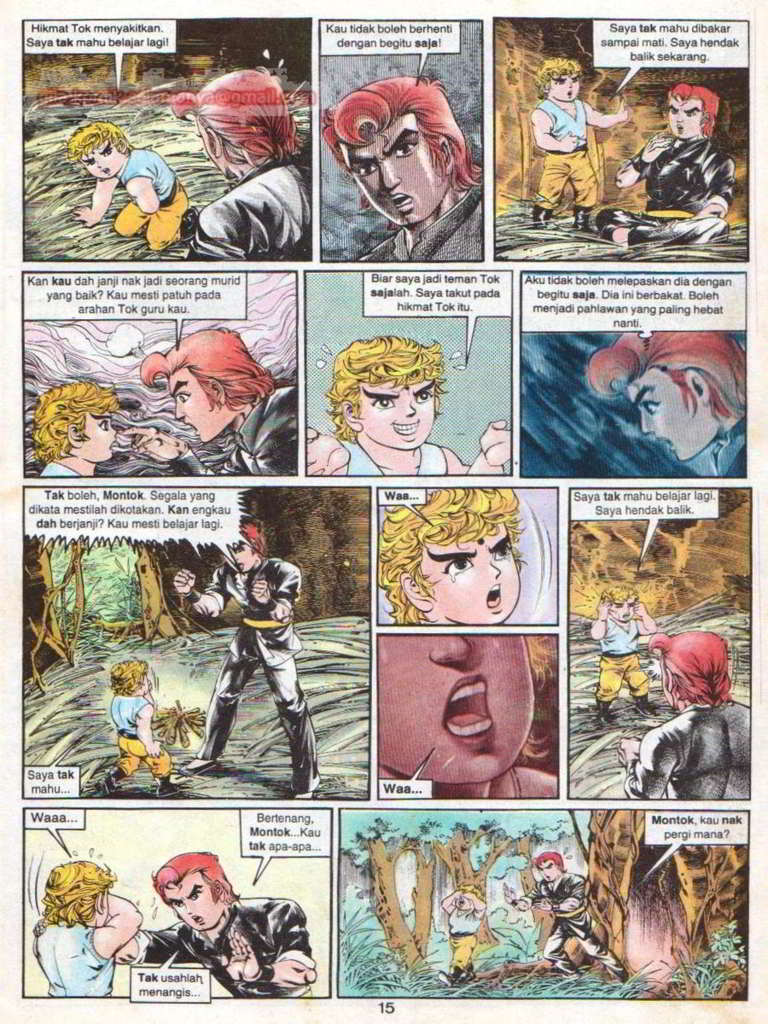 Hikmat Tok menyakitkan.
Saya tak mahu belajar lagi!
Kau tidak boleh berhenti
dengan begitu saja!
Saya tak mahu dibakar
sampai mati. Saya hendak
balik sekarang.
Kan kau dah janji nak jadi seorang murid
yang baik? Kau mesti patuh pada
arahan Tok guru kau.
Biar saya jadi teman Tok
sajalah. Saya takut pada
hikmat Tok itu.
Aku tidak boleh melepaskan dia dengan
begitu saja. Dia ini berbakat. Boleh
menjadi pahlawan yang paling hebat
nanti.
Tak boleh, Montok. Segala yang
dikata mestilah dikotakan. Kan engkau
dah berjanji? Kau mesti belajar lagi.
Saya tak
mahu...
Waa...
Waa...
Saya tak mahu belajar lagi.
Saya hendak balik.
Waaa...
Bertenang,
Montok...Kau
tak apa-apa...
Tak usahlah
menangis...
Montok, kau nak
pergi mana?
15